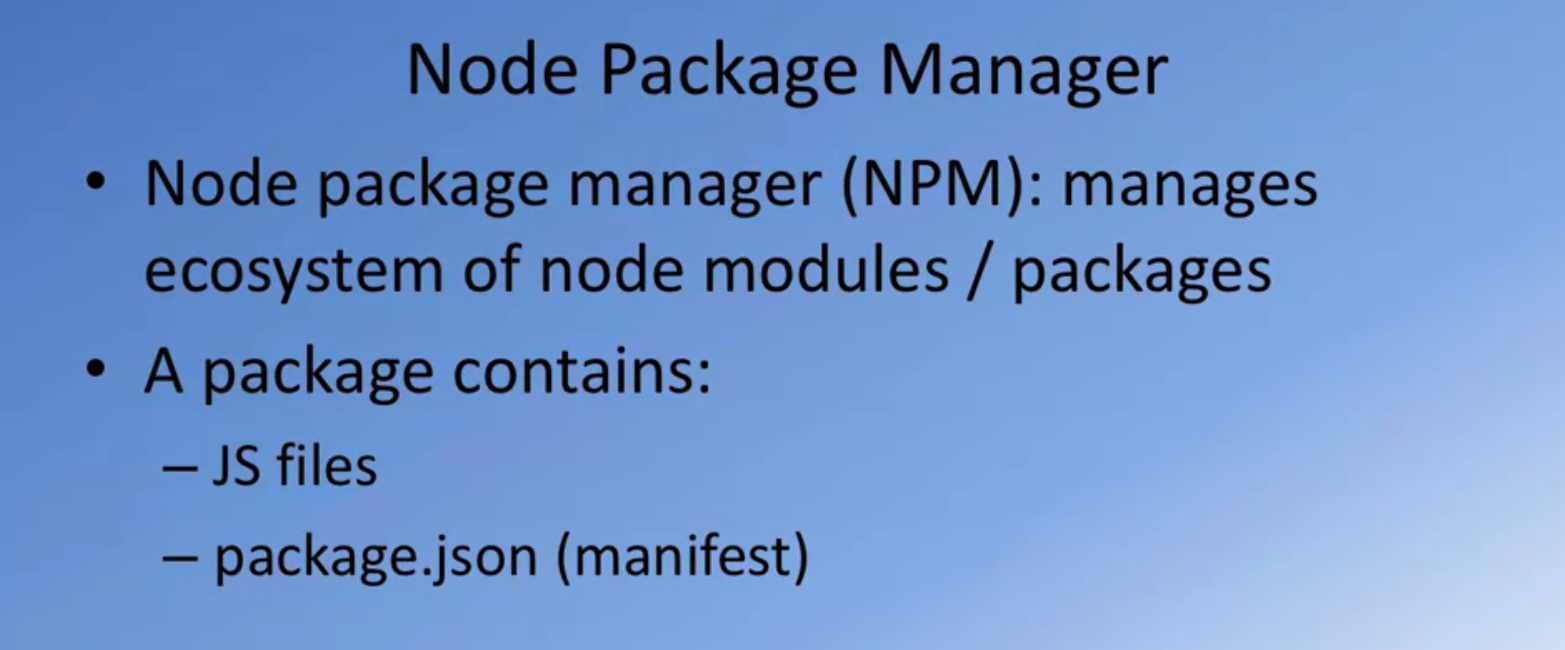 Node Package Manager
• Node package manager (NPM): manages
ecosystem of node modules / packages
• A package contains:
– JS files
– package.json (manifest)